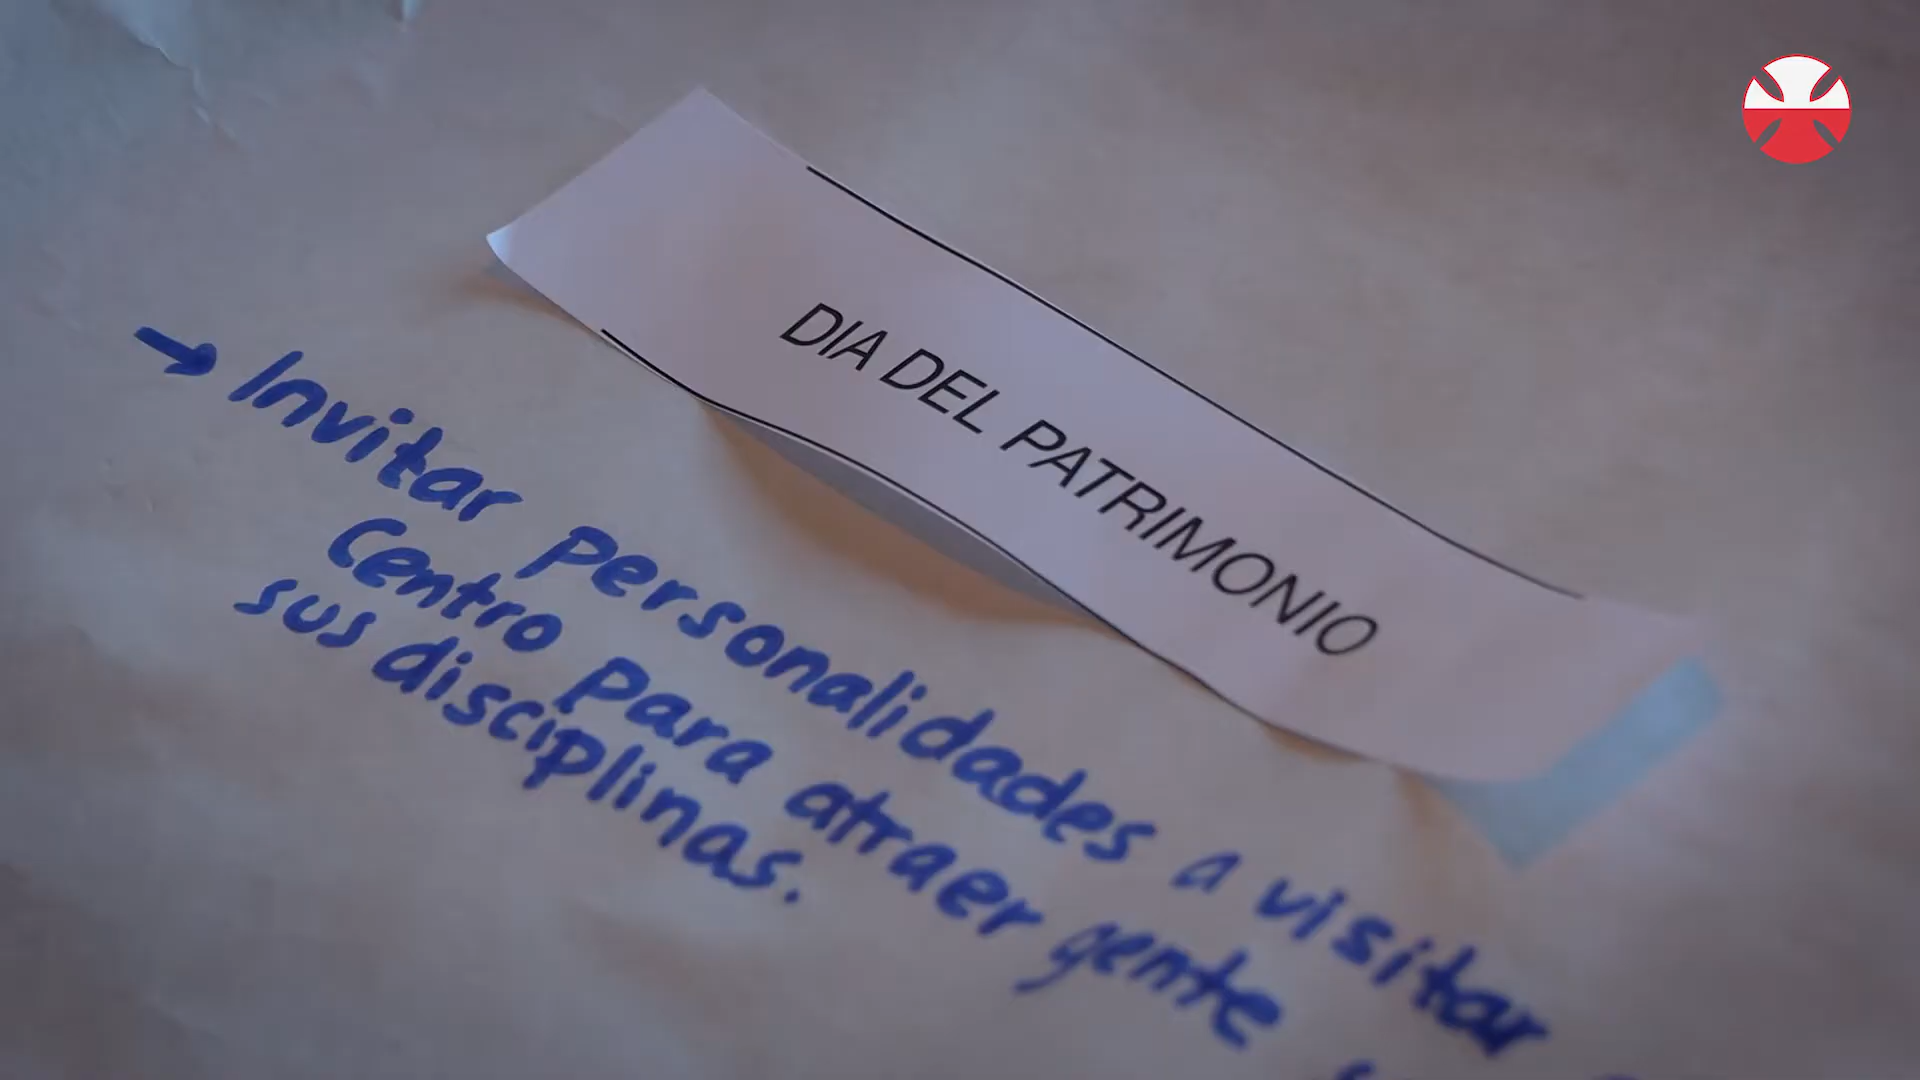 DIA DEL PATRIMONIO
→ Invitar personalidades a visitar
Centro para atraer gente
sus disciplinas.